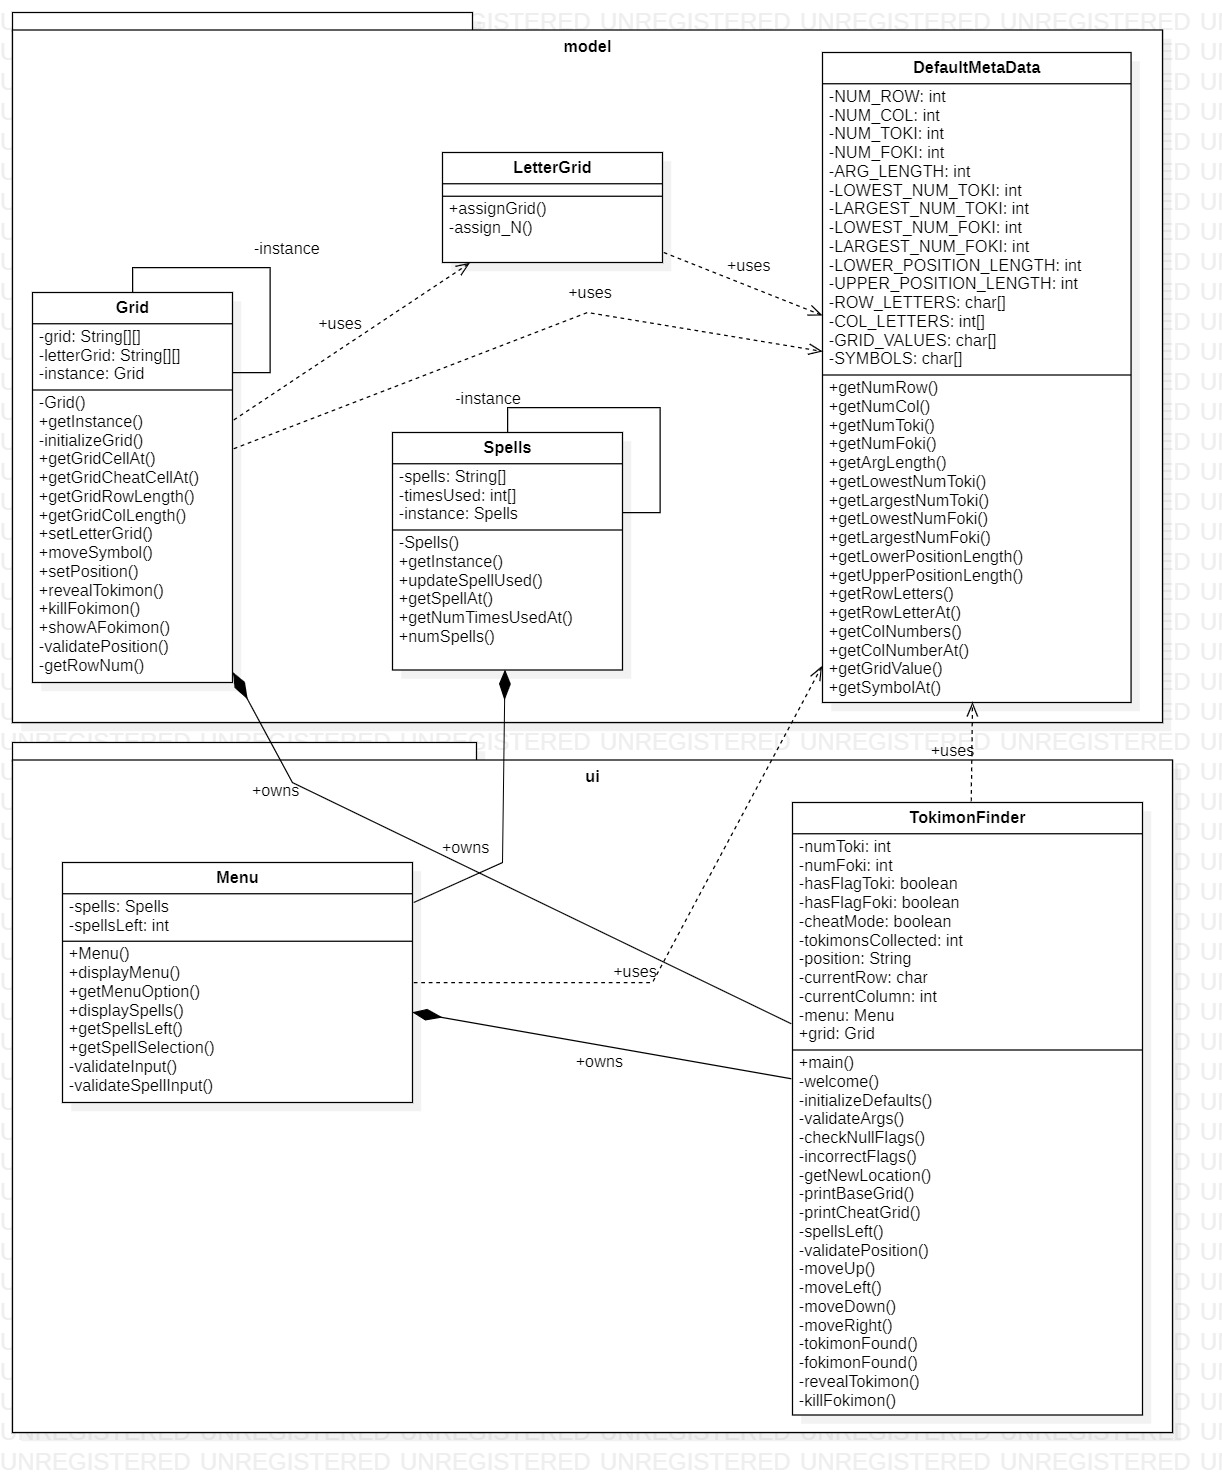 model
DefaultMetaData
-NUM_ROW: int
-NUM_COL: int
-NUM_TOKI: int
-NUM_FOKI: int
-ARG_LENGTH: int
-LOWEST_NUM_TOKI: int
-LARGEST_NUM_TOKI: int
-LOWEST_NUM_FOKI: int
-LARGEST_NUM_FOKI: int
-LOWER_POSITION_LENGTH: int
-UPPER_POSITION_LENGTH: int
-ROW_LETTERS: char[]
-COL_LETTERS: int[]
-GRID_VALUES: char[]
-SYMBOLS: char[]
+getNumRow()
+getNumCol()
+getNumToki()
+getNumFoki()
+getArgLength()
+getLowestNumToki()
+getLargestNumToki()
+getLowestNumFoki()
+getLargestNumFoki()
+getLowerPositionLength()
+getUpperPositionLength()
+getRowLetters()
+getRowLetterAt()
+getColNumbers()
+getColNumberAt()
+getGridValue()
+getSymbolAt()
LetterGrid
+assignGrid()
-assign_N()
+uses
+uses
+uses
-instance
Grid
-grid: String[][]
-letterGrid: String[][]
-instance: Grid
-Grid()
+getInstance()
-initializeGrid()
+getGridCellAt()
+getGridCheatCellAt()
+getGridRowLength()
+getGridColLength()
+setLetterGrid()
+moveSymbol()
+setPosition()
+revealTokimon()
+killFokimon()
+showAFokimon()
-validatePosition()
-getRowNum()
-instance
Spells
-spells: String[]
-timesUsed: int[]
-instance: Spells
-Spells()
+getInstance()
+updateSpellUsed()
+getSpellAt()
+getNumTimesUsedAt()
+numSpells()
+uses
ui
+owns
+owns
Menu
-spells: Spells
-spellsLeft: int
+Menu()
+displayMenu()
+getMenuOption()
+displaySpells()
+getSpellsLeft()
+getSpellSelection()
-validateInput()
-validateSpellInput()
+uses
+owns
TokimonFinder
-numToki: int
-numFoki: int
-hasFlagToki: boolean
-hasFlagFoki: boolean
-cheatMode: boolean
-tokimonsCollected: int
-position: String
-currentRow: char
-currentColumn: int
-menu: Menu
+grid: Grid
+main()
-welcome()
-initializeDefaults()
-validateArgs()
-checkNullFlags()
-incorrectFlags()
-getNewLocation()
-printBaseGrid()
-printCheatGrid()
-spellsLeft()
-validatePosition()
-moveUp()
-moveLeft()
-moveDown()
-moveRight()
-tokimonFound()
-fokimonFound()
-revealTokimon()
-killFokimon()
UNREGISTERED UNREGISTERED UNREGISTERED UNREGISTERED UNREGISTERED UNREGISTERED